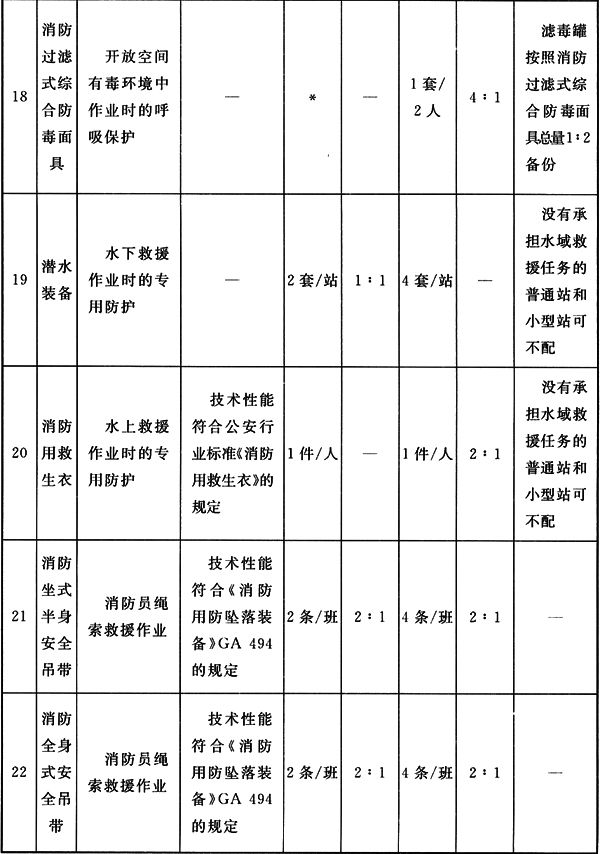 18
消防
过滤
式综
合防
毒面
具
开放空间
有毒环境中
作业时的呼
吸保护
—
*
—
1套/
2人
4:1
滤毒罐
按照消防
过滤式综
合防毒面
具总量1:2
备份
19
潜水
装备
水下救援
作业时的专
用防护
—
2套/站
1:1
4套/站
—
没有承
担水域救
援任务的
普通站和
小型站可
不配
20
消防
用救
生衣
水上救援
作业时的专
用防护
技术性能
符合公安行
业标准《消防
用救生衣》的
规定
1件/人
—
1件/人
2:1
没有承
担水域救
援任务的
普通站和
小型站可
不配
21
消防
坐式
半身
安全
吊带
消防员绳
索救援作业
技术性能
符合《消防
用防坠落装
备》GA 494
的规定
2条/班
2:1
4条/班
2:1
—
22
消防
全身
式安
全吊
带
消防员绳
索救援作业
技术性能
符合《消防
用防坠落装
备》GA 494
的规定
2条/班
2:1
4条/班
2:1
—